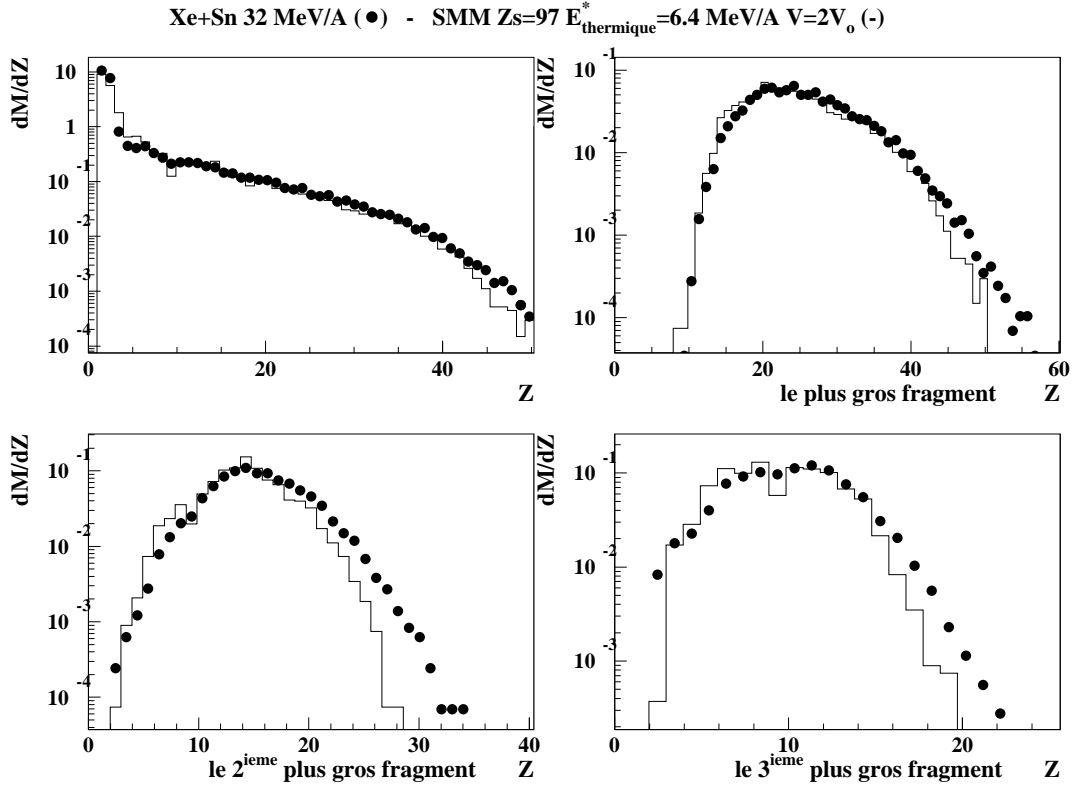 Xe+Sn 32 MeV/A (●) - SMM Zs=97 E*thermique=6.4 MeV/A V=2Vo (-)
dM/dZ
10
1
10-1
10-2
10-3
10-4
0 20 40
Z
dM/dZ
10-1
10-2
10-3
10-4
0 20 40 60
le plus gros fragment Z
dM/dZ
10-1
10-2
10-3
10-4
0 10 20 30 40
le 2ieme plus gros fragment Z
dM/dZ
10-1
10-2
10-3
0 10 20
le 3ieme plus gros fragment Z